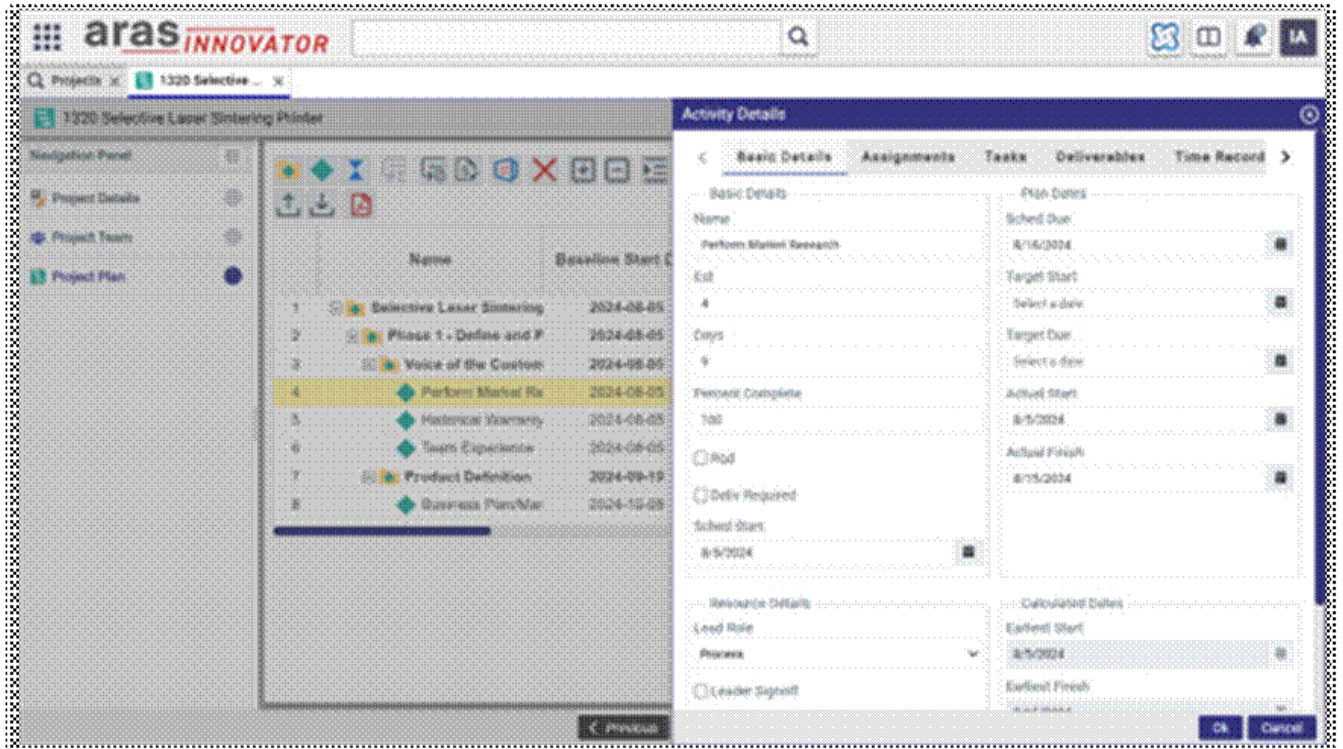 aras INNOVATOR
IA
Projects x
1320 Selective ... x
1320 Selective Laser Sintering Printer
Navigation Panel
Project Details
Project Team
Project Plan
Name Baseline Start D
1 Selective Laser Sintering 2024-08-05
2 Phase 1 - Define and P 2024-08-05
3 Voice of the Custom 2024-08-05
4 Perform Market Re 2024-08-05
5 Historical Warranty 2024-08-05
6 Team Experience 2024-08-05
7 Product Definition 2024-09-19
8 Business Plan/Mar
Previous
Activity Details
Basic Details Assignments Tasks Deliverables Time Record
Basic Details
Name
Perform Market Research
Est
4
Days
9
Percent Complete
100
Deliv Required
Sched Start
8/5/2024
Plan Dates
Sched Due
8/15/2024
Target Start
Select a date
Target Due
Select a date
Actual Start
8/5/2024
Actual Finish
8/15/2024
Resource Details
Lead Role
Process
Leader Signoff
Calculated Dates
Earliest Start
8/5/2024
Earliest Finish
Ok Cancel